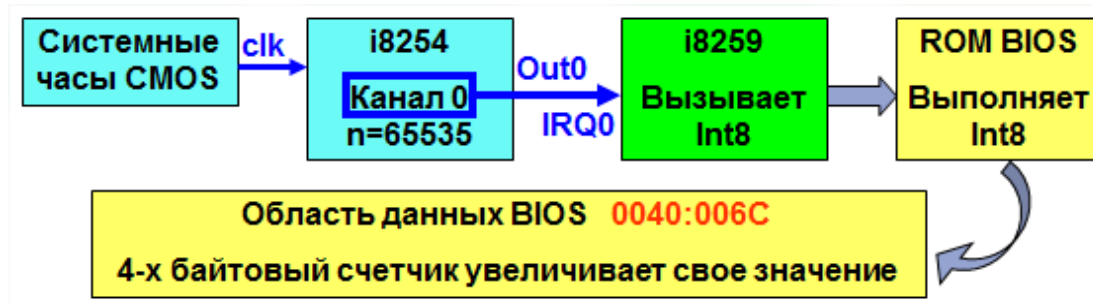 Системные
часы CMOS
clk
i8254
Канал 0
n=65535
Out0
IRQ0
i8259
Вызывает
Int8
ROM BIOS
Выполняет
Int8
Область данных BIOS 0040:006C
4-х байтовый счетчик увеличивает свое значение